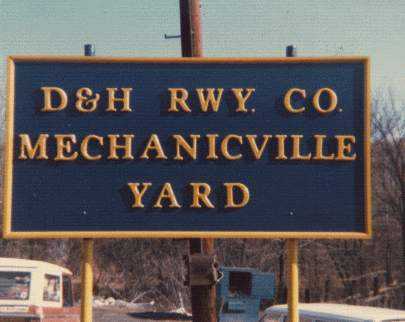 D&H RWY. CO.
MECHANICVILLE
YARD